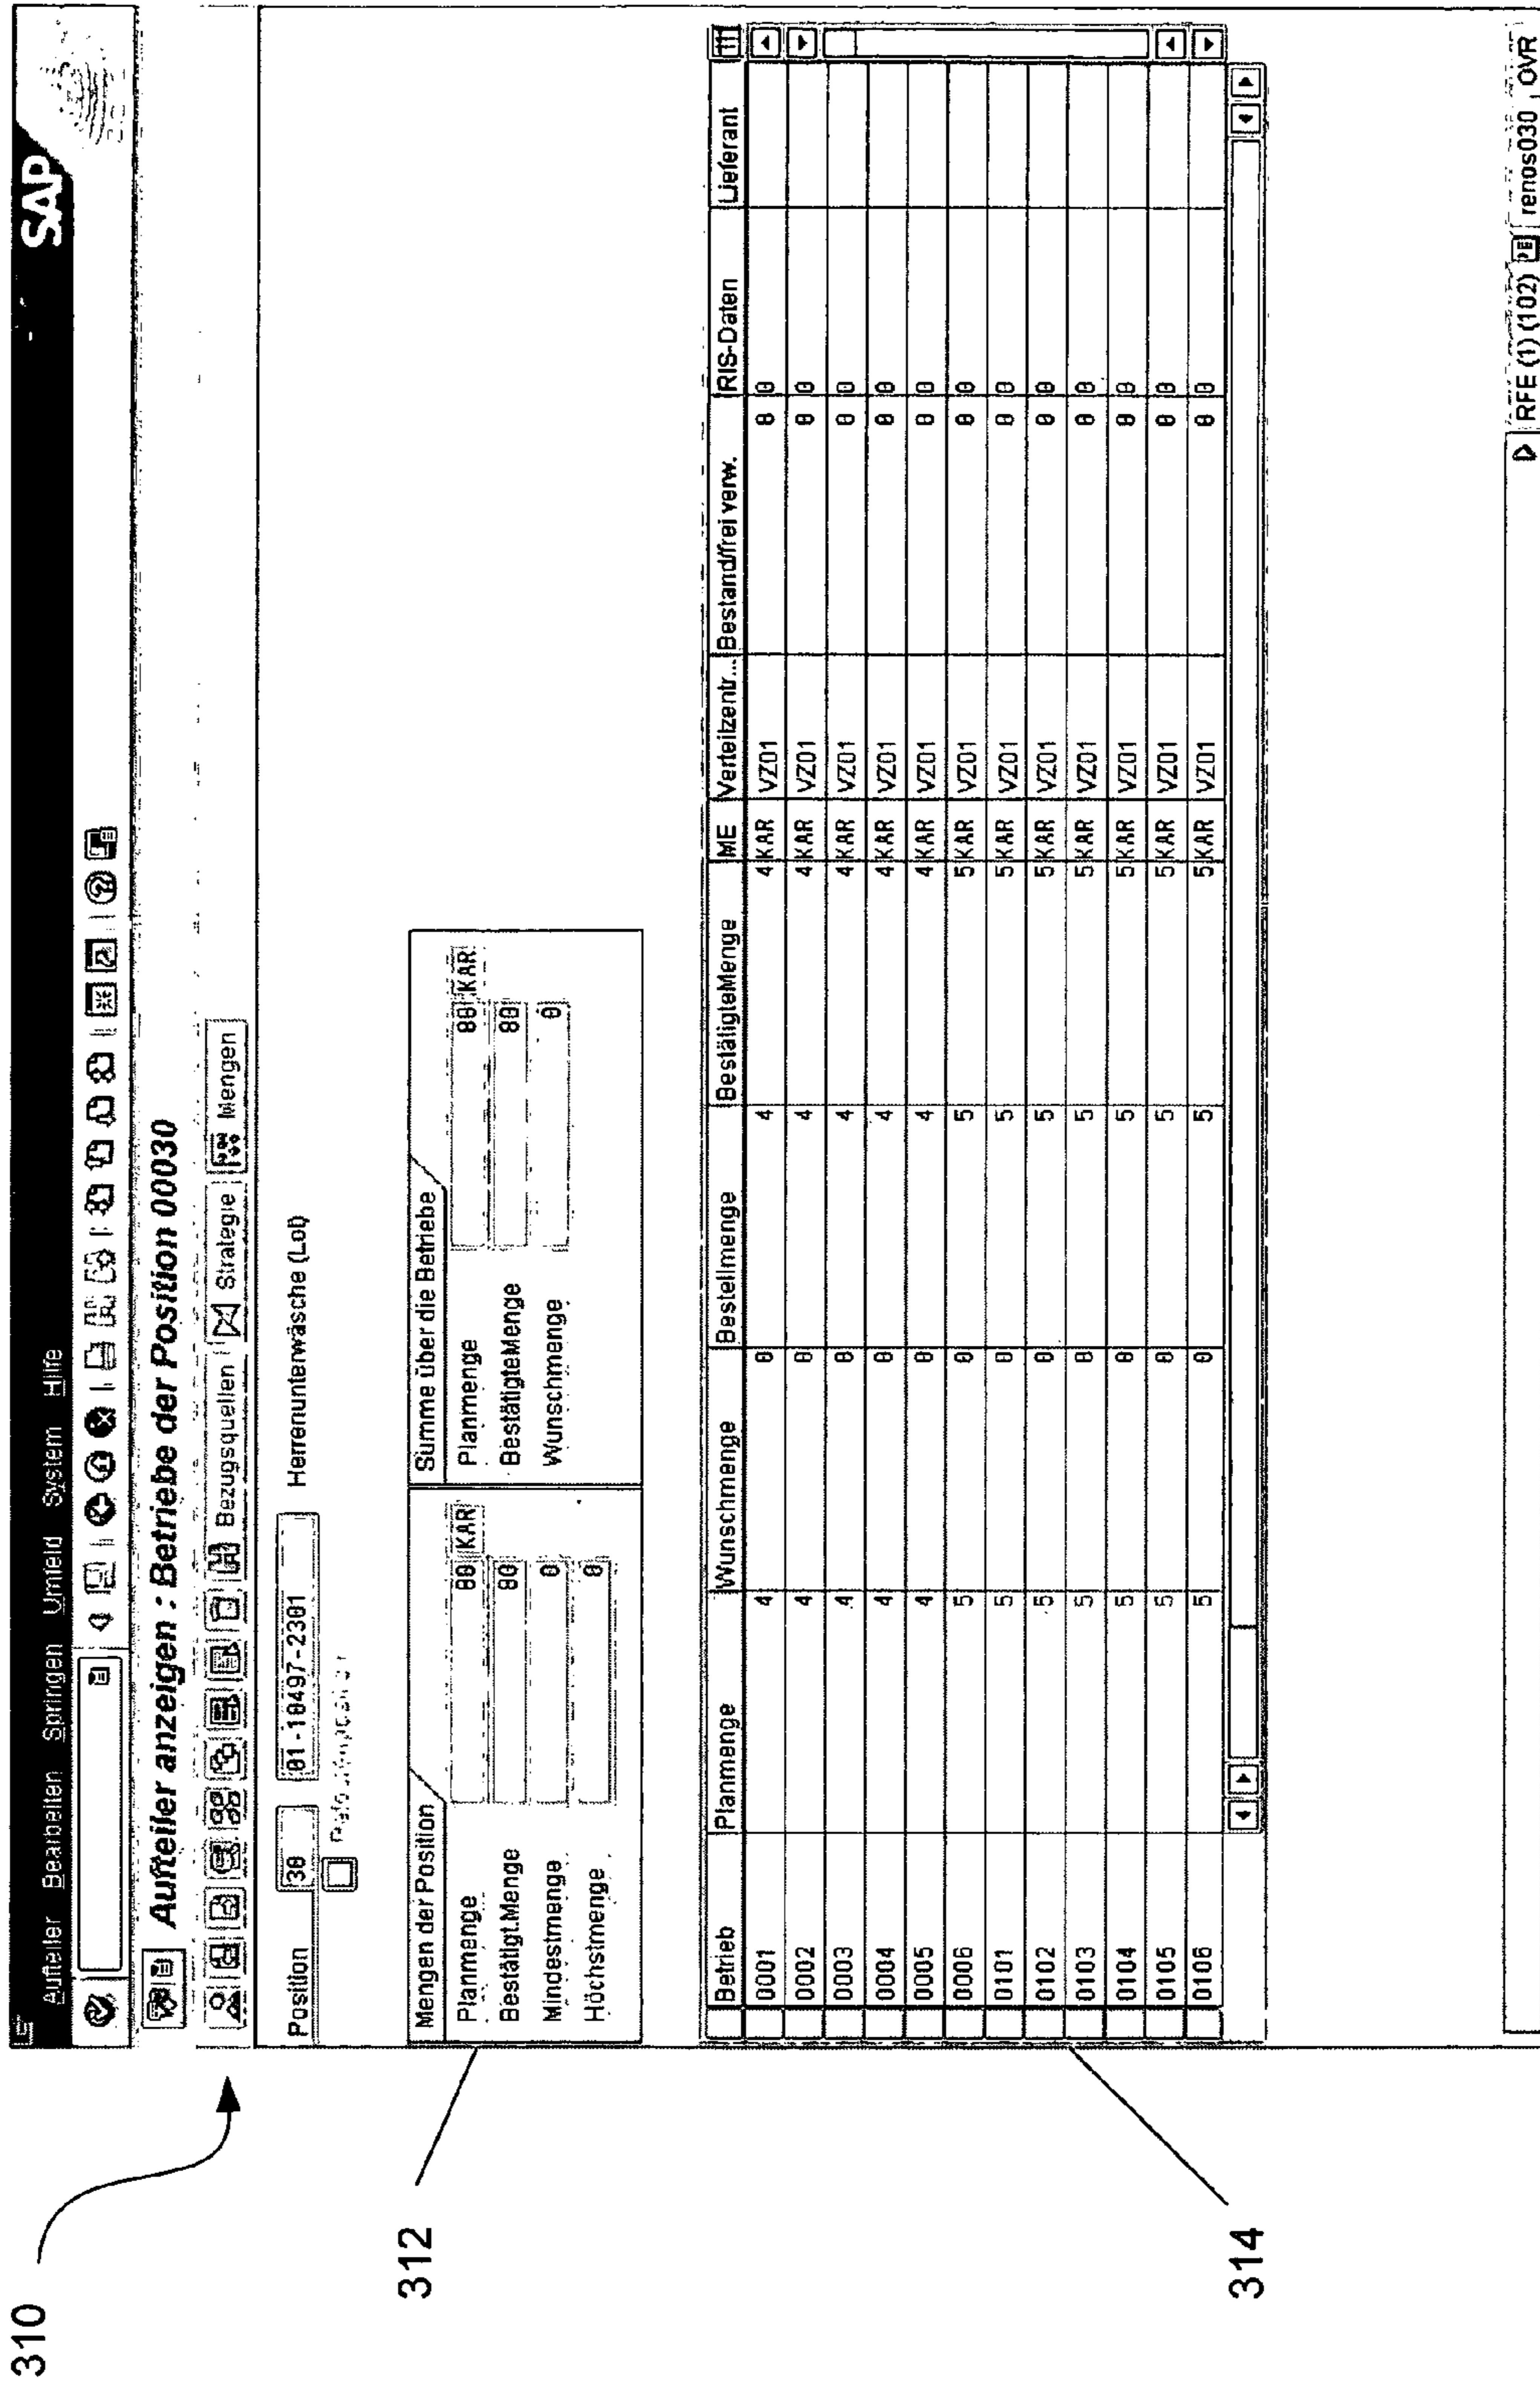 310
SAP
Aufteiler Bearbeiten Springen Umfeld System Hilfe
Aufteiler anzeigen : Betriebe der Position 00030
Bezugsquellen Strategie Mengen
Position 30 01-18497-2301 Herrenunterwäsche (Lot)
312
Mengen der Position Summe über die Betriebe
Planmenge 80 KAR Planmenge 80 KAR
Bestätigt.Menge 80 BestätigteMenge 80
Mindestmenge 0 Wunschmenge 0
Höchstmenge 0
314
Betrieb Planmenge Wunschmenge Bestellmenge BestätigteMenge ME Verteilzentr... Bestand/frei verw. RIS-Daten Lieferant
0001 4 0 4 4 KAR VZ01 0 0
0002 4 0 4 4 KAR VZ01 0 0
0003 4 0 4 4 KAR VZ01 0 0
0004 4 0 4 4 KAR VZ01 0 0
0005 4 0 4 4 KAR VZ01 0 0
0006 5 0 5 5 KAR VZ01 0 0
0101 5 0 5 5 KAR VZ01 0 0
0102 5 0 5 5 KAR VZ01 0 0
0103 5 0 5 5 KAR VZ01 0 0
0104 5 0 5 5 KAR VZ01 0 0
0105 5 0 5 5 KAR VZ01 0 0
0106 5 0 5 5 KAR VZ01 0 0
RFE (1) (102) renos030 OVR